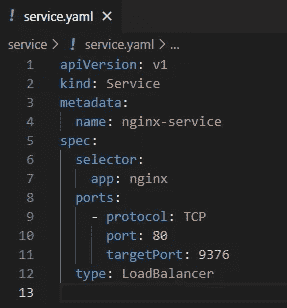 ! service.yaml ×
service > ! service.yaml > ...
1 apiVersion: v1
2 kind: Service
3 metadata:
4   name: nginx-service
5 spec:
6   selector:
7     app: nginx
8   ports:
9     - protocol: TCP
10       port: 80
11       targetPort: 9376
12   type: LoadBalancer
13